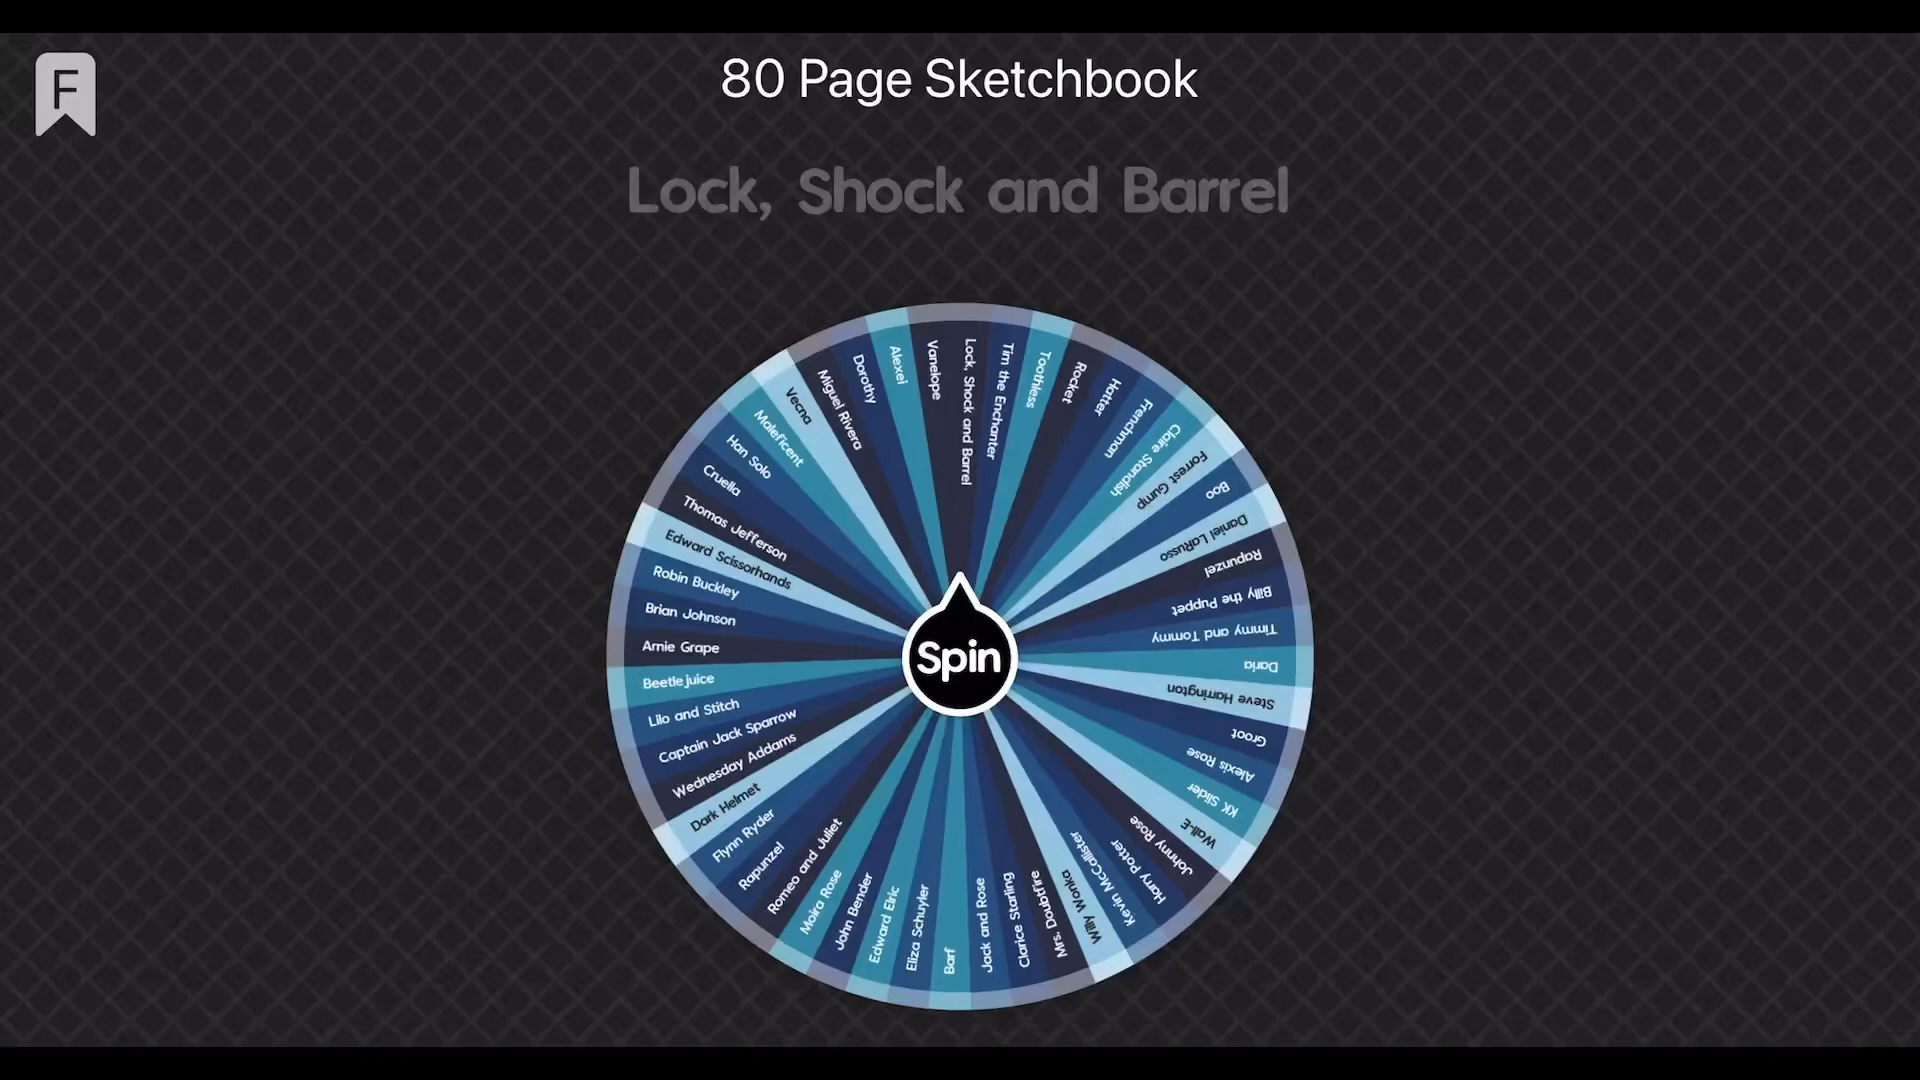 F
80 Page Sketchbook
Lock, Shock and Barrel
Lock, Shock and Barrel
Tim the Enchanter
Toothless
Rocket
Hatter
Frenchman
Claire Standish
Forrest Gump
Boo
Daniel LaRusso
Rapunzel
Billy the Puppet
Timmy and Tommy
Daria
Steve Harrington
Groot
Alexis Rose
KK Slider
Wall-E
Johnny Rose
Harry Potter
Kevin McCallister
Willy Wonka
Mrs. Doubtfire
Clarice Starling
Jack and Rose
Barf
Eliza Schuyler
Edward Elric
John Bender
Moira Rose
Romeo and Juliet
Rapunzel
Flynn Ryder
Dark Helmet
Wednesday Addams
Captain Jack Sparrow
Lilo and Stitch
Beetlejuice
Arnie Grape
Brian Johnson
Robin Buckley
Edward Scissorhands
Thomas Jefferson
Cruella
Han Solo
Maleficent
Vecna
Miguel Rivera
Dorothy
Alexei
Vanelope
Spin